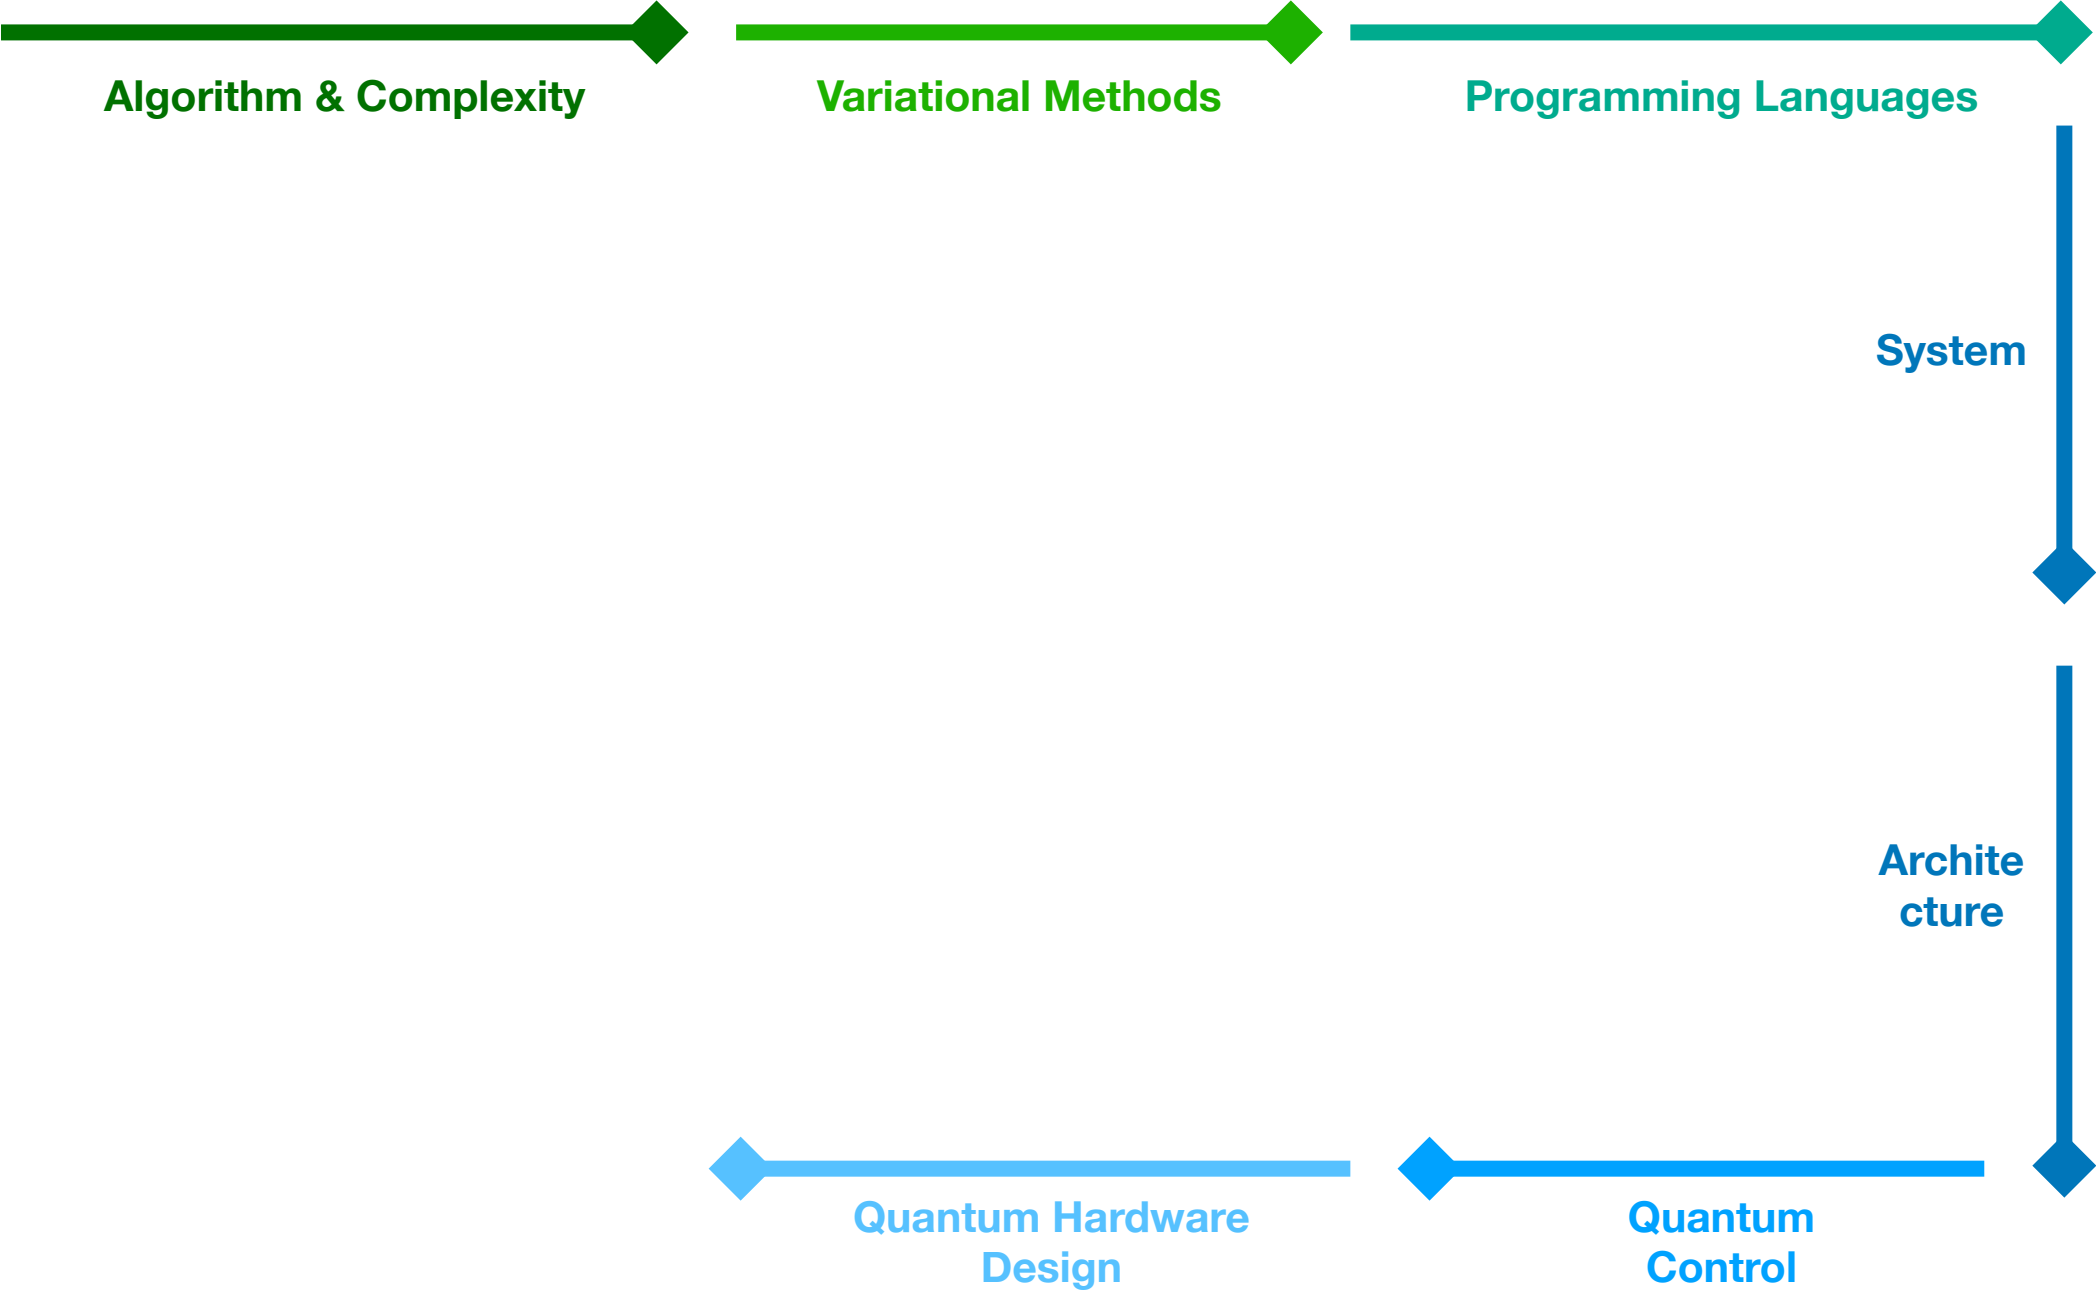 Algorithm & Complexity
Variational Methods
Programming Languages
System
Archite
cture
Quantum Hardware
Design
Quantum
Control